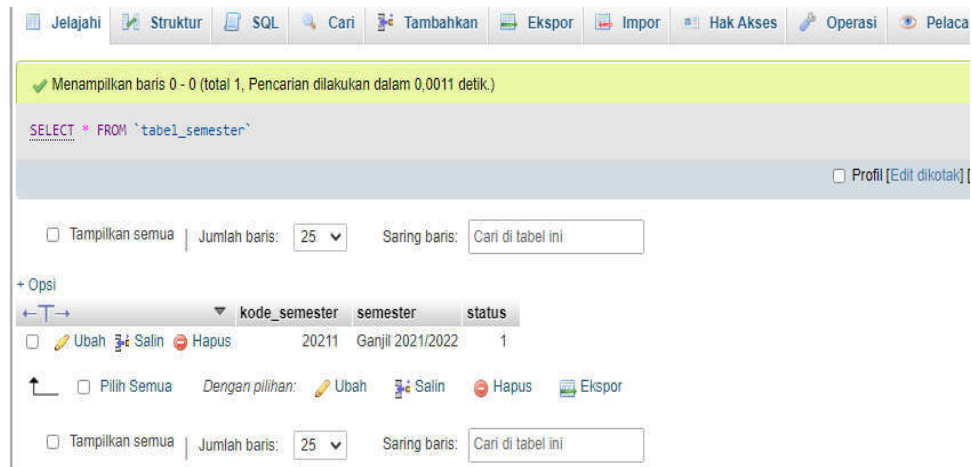 Jelajahi Struktur SQL Cari Tambahkan Ekspor Impor Hak Akses Operasi Pelaca
Menampilkan baris 0 - 0 (total 1, Pencarian dilakukan dalam 0,0011 detik.)
SELECT * FROM `tabel_semester`
Profil [Edit dikotak] [
Tampilkan semua | Jumlah baris: 25 Saring baris: Cari di tabel ini
+ Opsi
←T→ kode_semester semester status
Ubah Salin Hapus 20211 Ganjil 2021/2022 1
Pilih Semua Dengan pilihan: Ubah Salin Hapus Ekspor
Tampilkan semua | Jumlah baris: 25 Saring baris: Cari di tabel ini